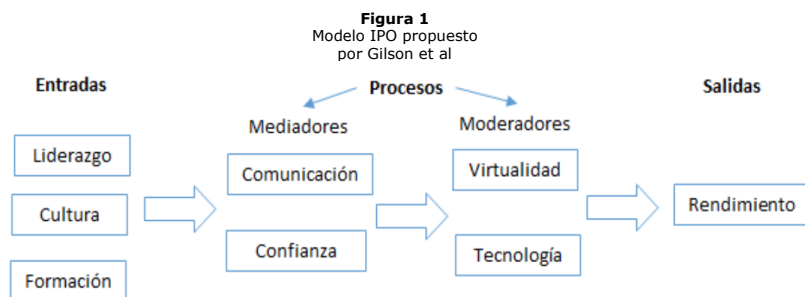 Figura 1
Modelo IPO propuesto
por Gilson et al
Entradas
Procesos
Salidas
Mediadores
Moderadores
Liderazgo
Comunicación
Virtualidad
Cultura
Rendimiento
Confianza
Tecnología
Formación